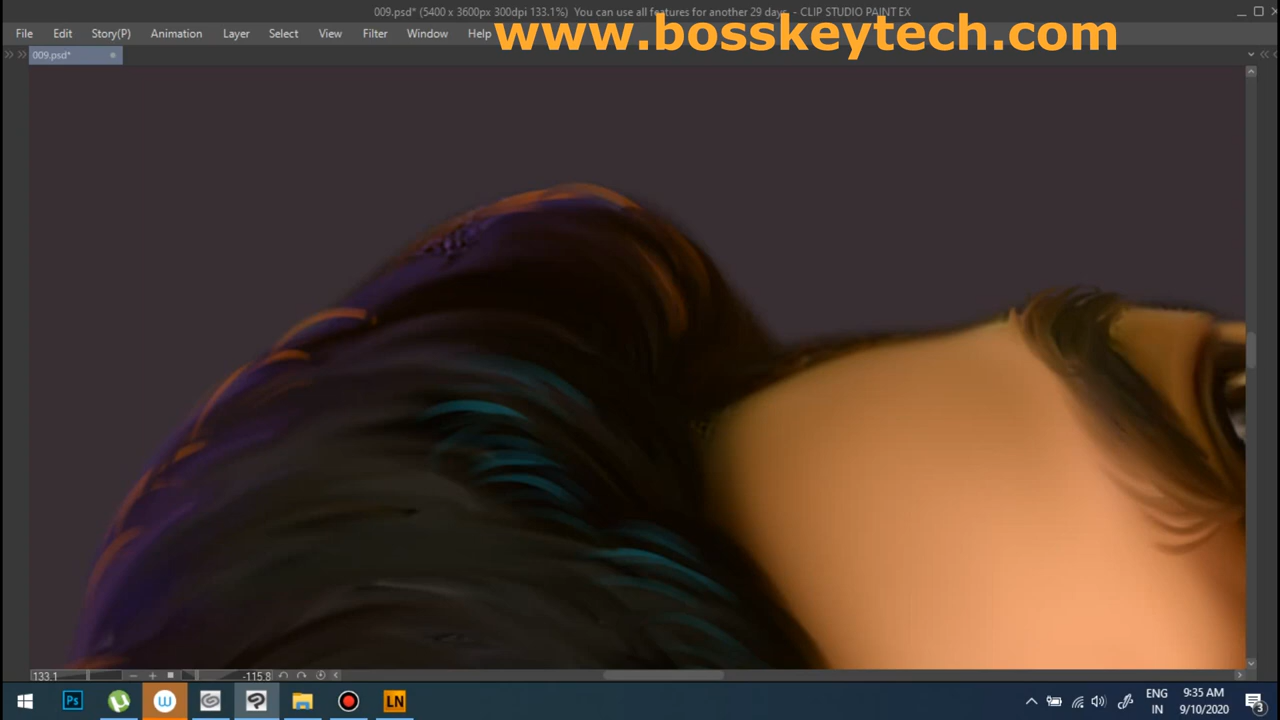 009.psd* (5400 x 3600px 300dpi 133.1%) You can use all features for another 29 days. - CLIP STUDIO PAINT EX
www.bosskeytech.com
File Edit Story(P) Animation Layer Select View Filter Window Help
009.psd*
133.1 -115.8
Ps W LN ENG 9:35 AM
IN 9/10/2020 3